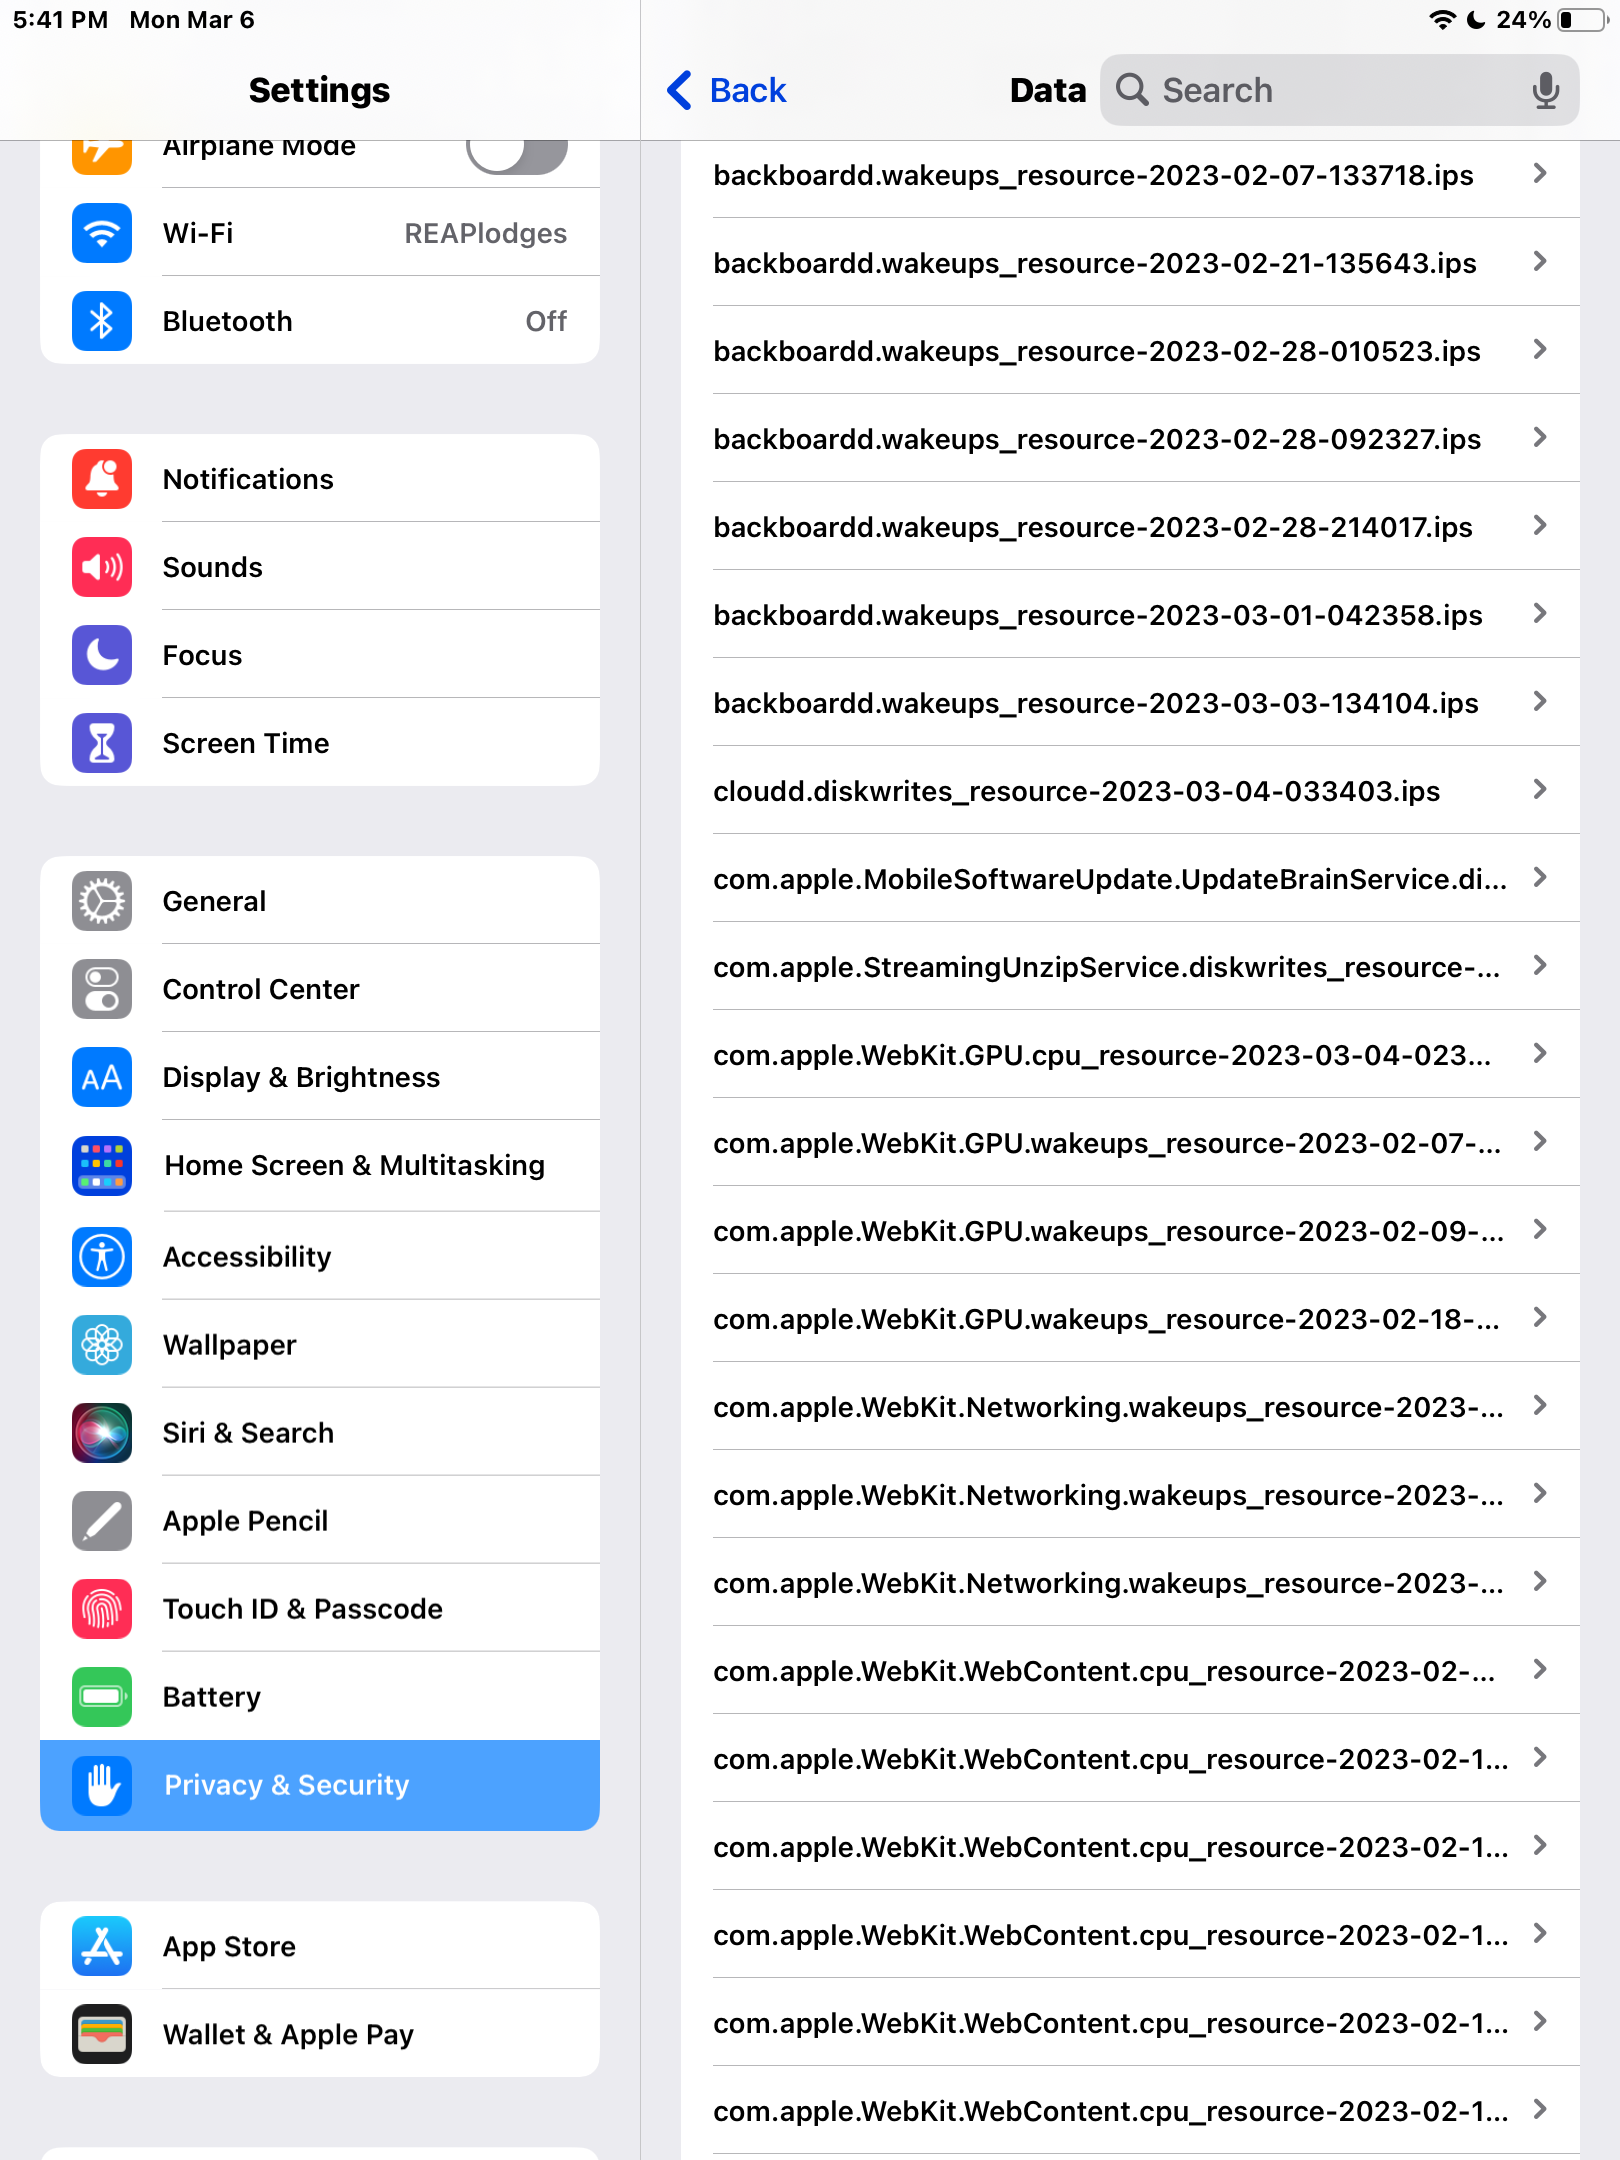 5:41 PM Mon Mar 6
24%
Settings
Airplane Mode
Wi-Fi REAPlodges
Bluetooth Off
Notifications
Sounds
Focus
Screen Time
General
Control Center
AA Display & Brightness
Home Screen & Multitasking
Accessibility
Wallpaper
Siri & Search
Apple Pencil
Touch ID & Passcode
Battery
Privacy & Security
App Store
Wallet & Apple Pay
Back Data Search
backboardd.wakeups_resource-2023-02-07-133718.ips
backboardd.wakeups_resource-2023-02-21-135643.ips
backboardd.wakeups_resource-2023-02-28-010523.ips
backboardd.wakeups_resource-2023-02-28-092327.ips
backboardd.wakeups_resource-2023-02-28-214017.ips
backboardd.wakeups_resource-2023-03-01-042358.ips
backboardd.wakeups_resource-2023-03-03-134104.ips
cloudd.diskwrites_resource-2023-03-04-033403.ips
com.apple.MobileSoftwareUpdate.UpdateBrainService.di...
com.apple.StreamingUnzipService.diskwrites_resource-...
com.apple.WebKit.GPU.cpu_resource-2023-03-04-023...
com.apple.WebKit.GPU.wakeups_resource-2023-02-07-...
com.apple.WebKit.GPU.wakeups_resource-2023-02-09-...
com.apple.WebKit.GPU.wakeups_resource-2023-02-18-...
com.apple.WebKit.Networking.wakeups_resource-2023-...
com.apple.WebKit.Networking.wakeups_resource-2023-...
com.apple.WebKit.Networking.wakeups_resource-2023-...
com.apple.WebKit.WebContent.cpu_resource-2023-02-...
com.apple.WebKit.WebContent.cpu_resource-2023-02-1...
com.apple.WebKit.WebContent.cpu_resource-2023-02-1...
com.apple.WebKit.WebContent.cpu_resource-2023-02-1...
com.apple.WebKit.WebContent.cpu_resource-2023-02-1...
com.apple.WebKit.WebContent.cpu_resource-2023-02-1...